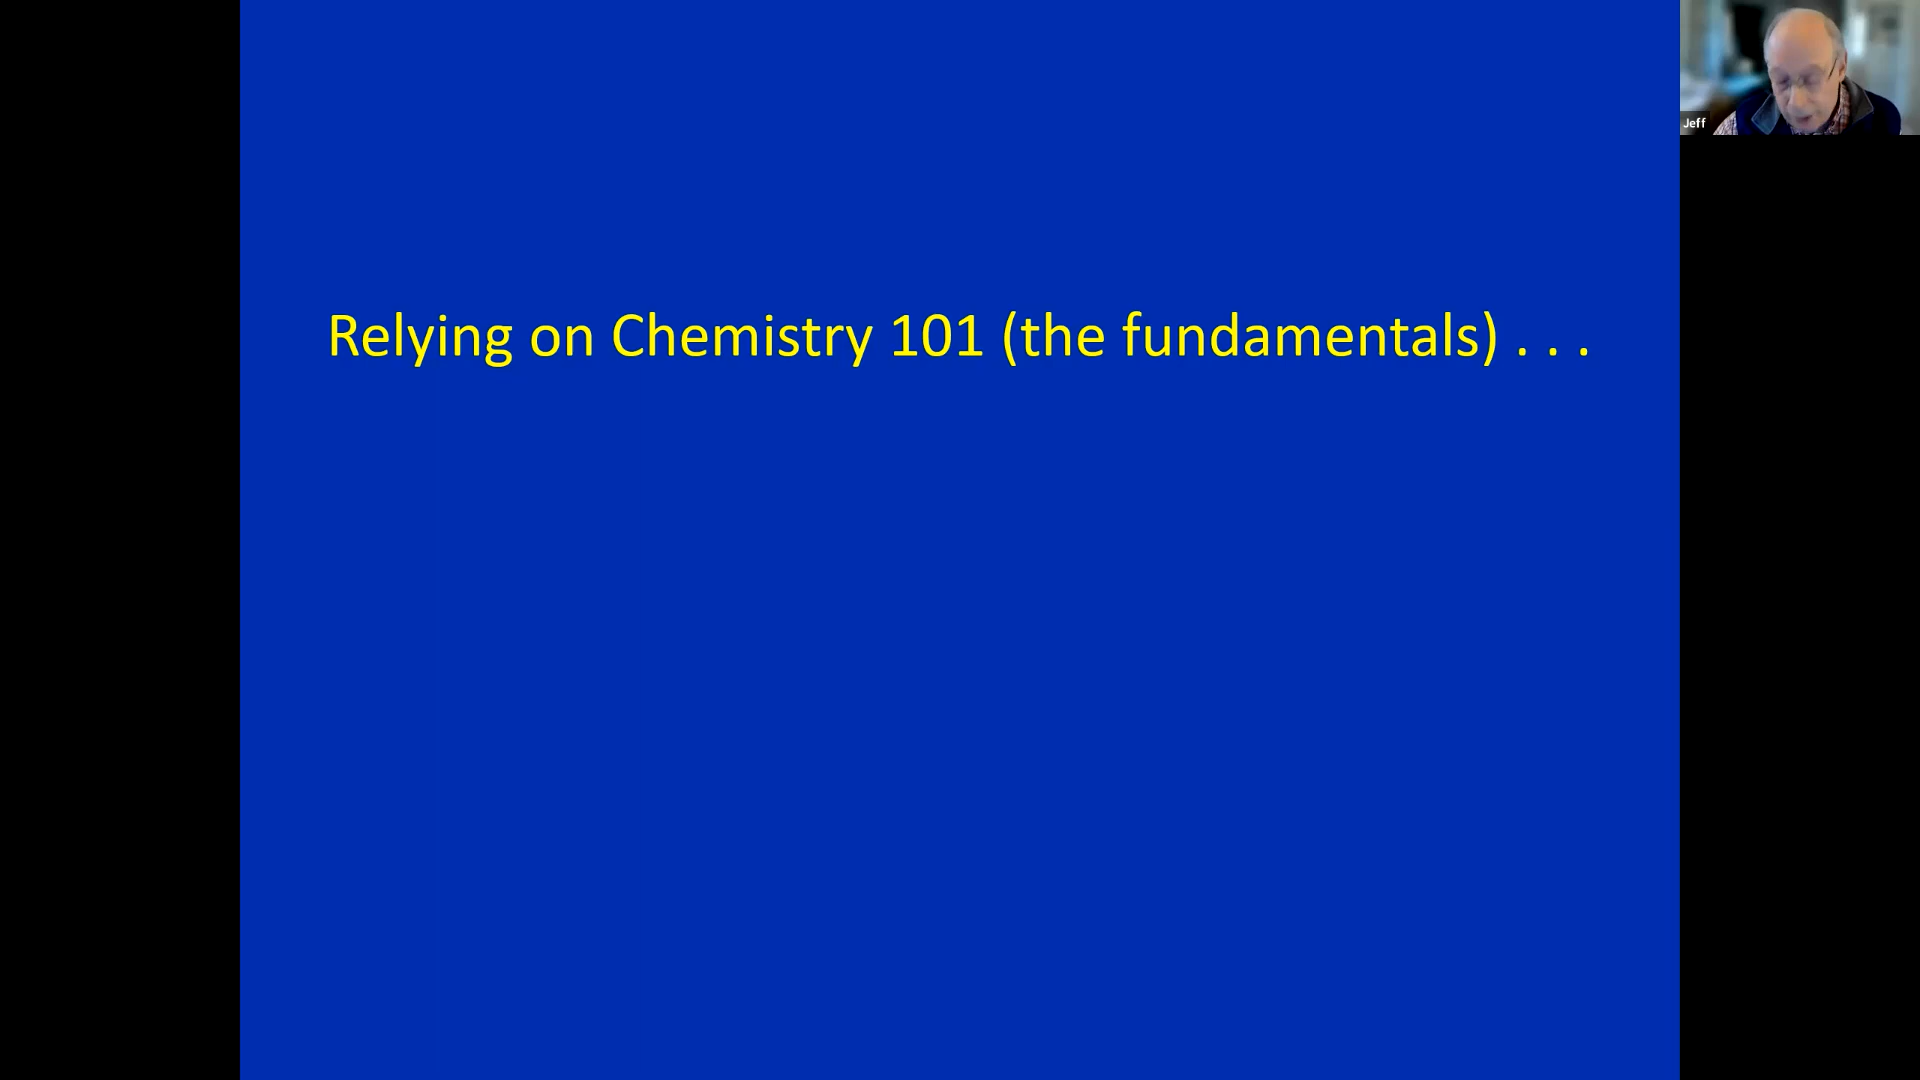 Relying on Chemistry 101 (the fundamentals) . . .
Jeff